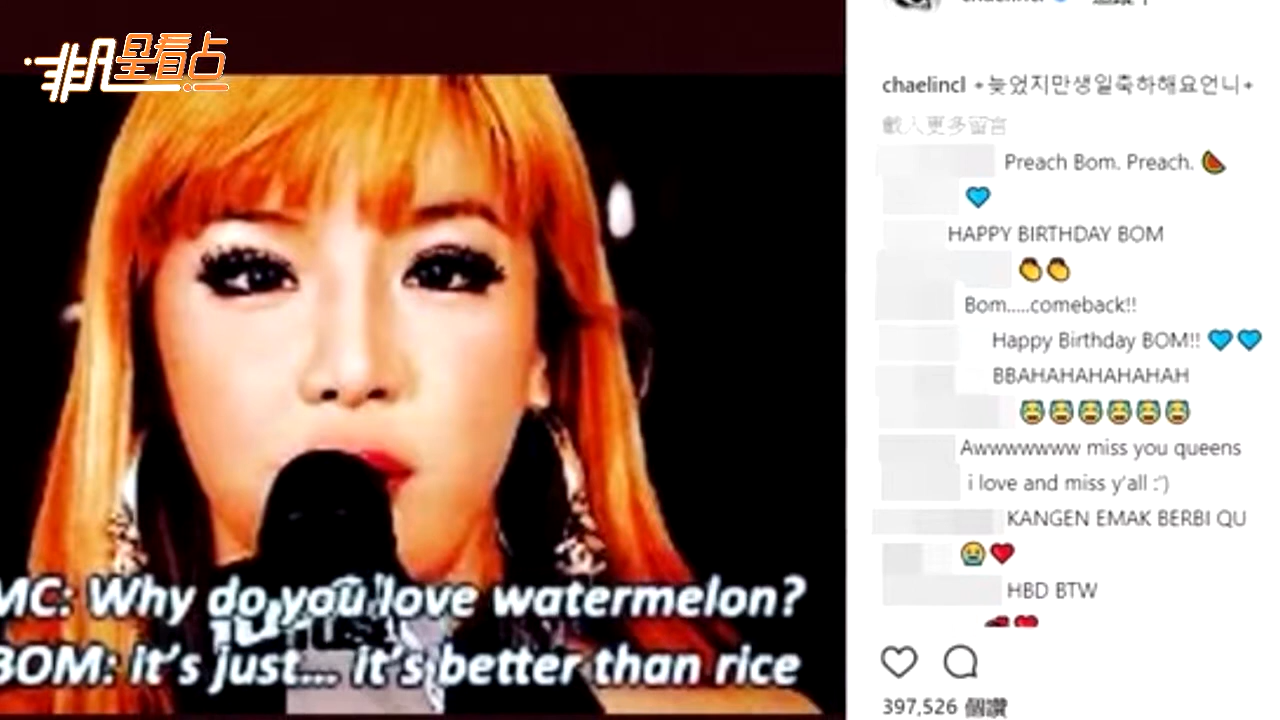 非凡星看点
MC: Why do you love watermelon?
BOM: it's just... it's better than rice
chaelincl +늦었지만생일축하해요언니+
載入更多留言
Preach Bom. Preach. 🍉
💙
HAPPY BIRTHDAY BOM
👏👏
Bom.....comeback!!
Happy Birthday BOM!! 💙💙
BBAHAHAHAHAHAH
😭😭😭😭😭😭
Awwwwwwww miss you queens
i love and miss y'all :')
KANGEN EMAK BERBI QU
😭❤️
HBD BTW
397,526 個讚